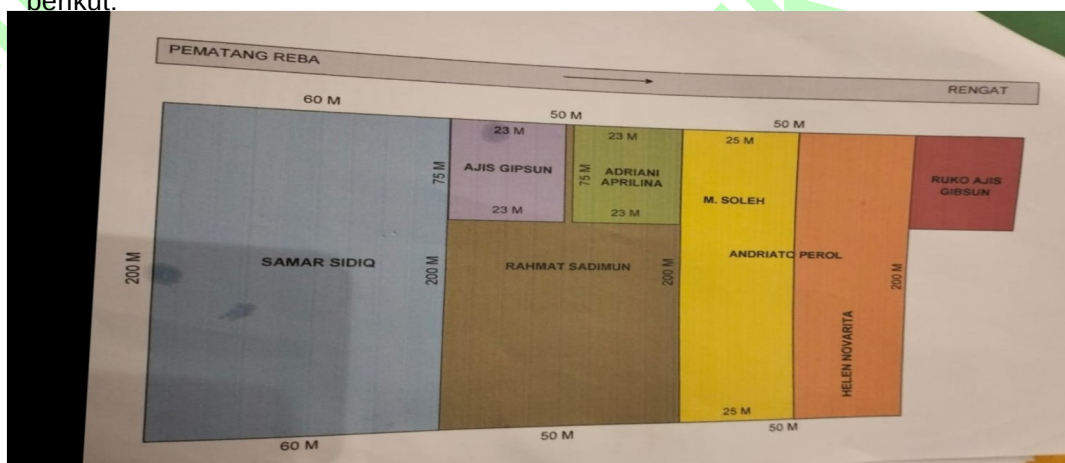 berikut:
PEMATANG REBA
RENGAT
60 M
50 M
50 M
23 M
23 M
25 M
75 M
AJIS GIPSUN
75 M
ADRIANI
APRILINA
RUKO AJIS
GIBSUN
M. SOLEH
23 M
23 M
200 M
SAMAR SIDIQ
200 M
RAHMAT SADIMUN
200 M
ANDRIATO PEROL
200 M
HELEN NOVARITA
25 M
60 M
50 M
50 M